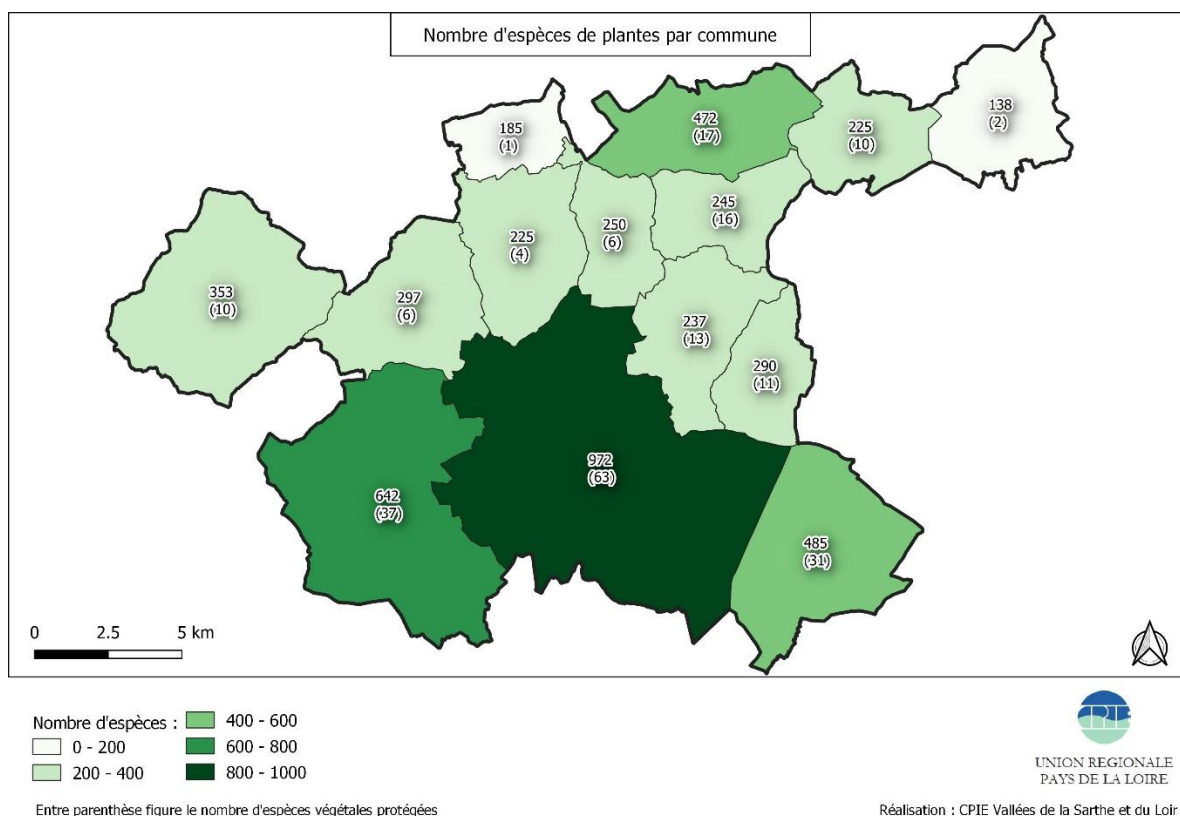 Nombre d'espèces de plantes par commune
138
(2)
472
(17)
185
(1)
225
(10)
245
(16)
250
(6)
225
(4)
353
(10)
297
(6)
237
(13)
290
(11)
972
(63)
642
(37)
485
(31)
0 2.5 5 km
Nombre d'espèces :
0 - 200
200 - 400
400 - 600
600 - 800
800 - 1000
CPIE
UNION REGIONALE
PAYS DE LA LOIRE
Entre parenthèse figure le nombre d'espèces végétales protégées
Réalisation : CPIE Vallées de la Sarthe et du Loir